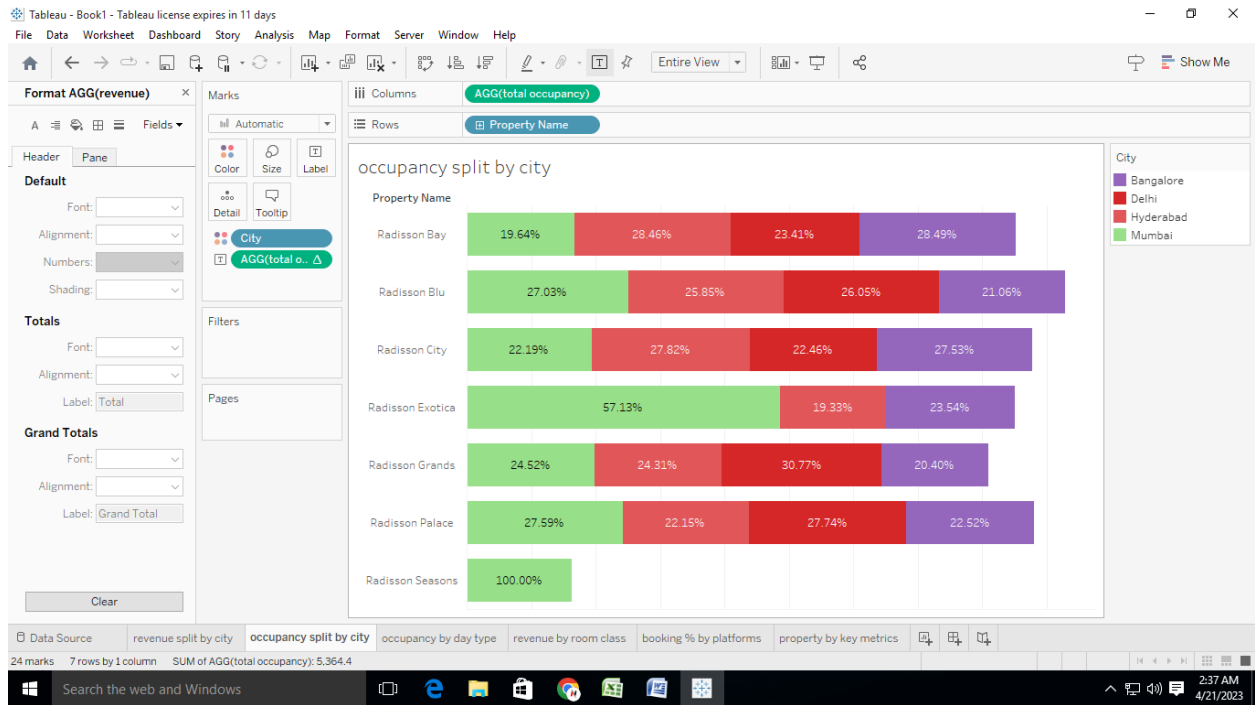 Tableau - Book1 - Tableau license expires in 11 days
File Data Worksheet Dashboard Story Analysis Map Format Server Window Help
Entire View
Show Me
Format AGG(revenue) ×
Fields
Header Pane
Default
Font:
Alignment:
Numbers:
Shading:
Totals
Font:
Alignment:
Label: Total
Grand Totals
Font:
Alignment:
Label: Grand Total
Clear
Marks
Automatic
Color Size Label
Detail Tooltip
City
AGG(total o.. Δ
Filters
Pages
Columns AGG(total occupancy)
Rows Property Name
occupancy split by city
Property Name
Radisson Bay 19.64% 28.46% 23.41% 28.49%
Radisson Blu 27.03% 25.85% 26.05% 21.06%
Radisson City 22.19% 27.82% 22.46% 27.53%
Radisson Exotica 57.13% 19.33% 23.54%
Radisson Grands 24.52% 24.31% 30.77% 20.40%
Radisson Palace 27.59% 22.15% 27.74% 22.52%
Radisson Seasons 100.00%
City
Bangalore
Delhi
Hyderabad
Mumbai
Data Source revenue split by city occupancy split by city occupancy by day type revenue by room class booking % by platforms property by key metrics
24 marks 7 rows by 1 column SUM of AGG(total occupancy): 5,364.4
Search the web and Windows
2:37 AM
4/21/2023